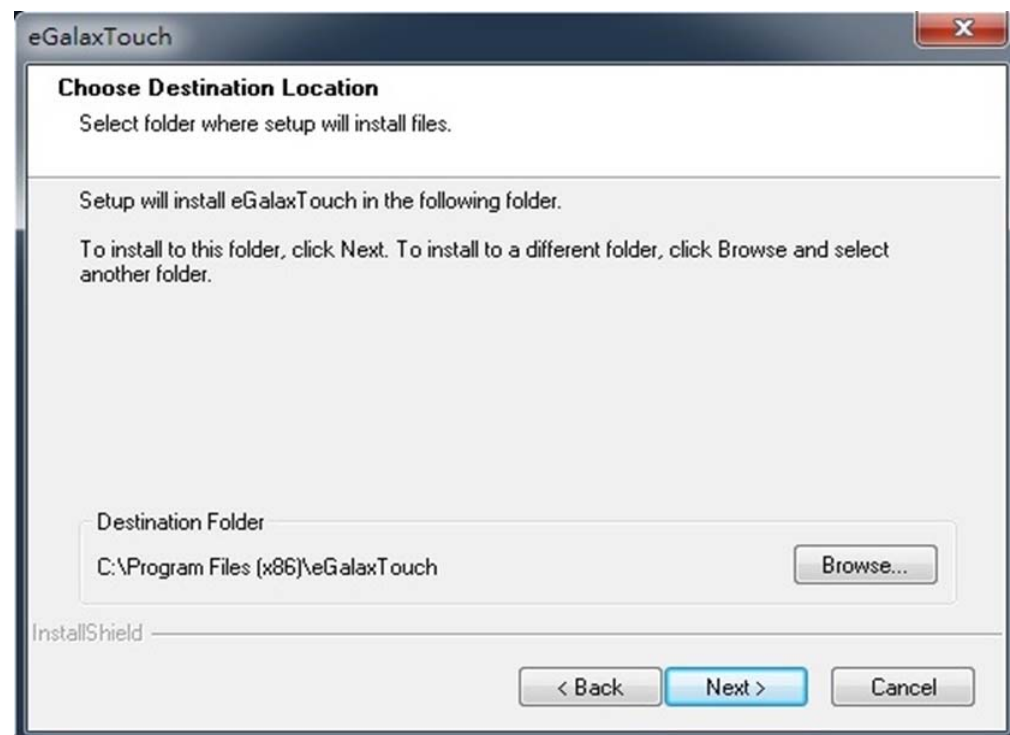 eGalaxTouch
Choose Destination Location
Select folder where setup will install files.
Setup will install eGalaxTouch in the following folder.
To install to this folder, click Next. To install to a different folder, click Browse and select
another folder.
Destination Folder
C:\Program Files (x86)\eGalaxTouch
Browse...
InstallShield
< Back
Next >
Cancel